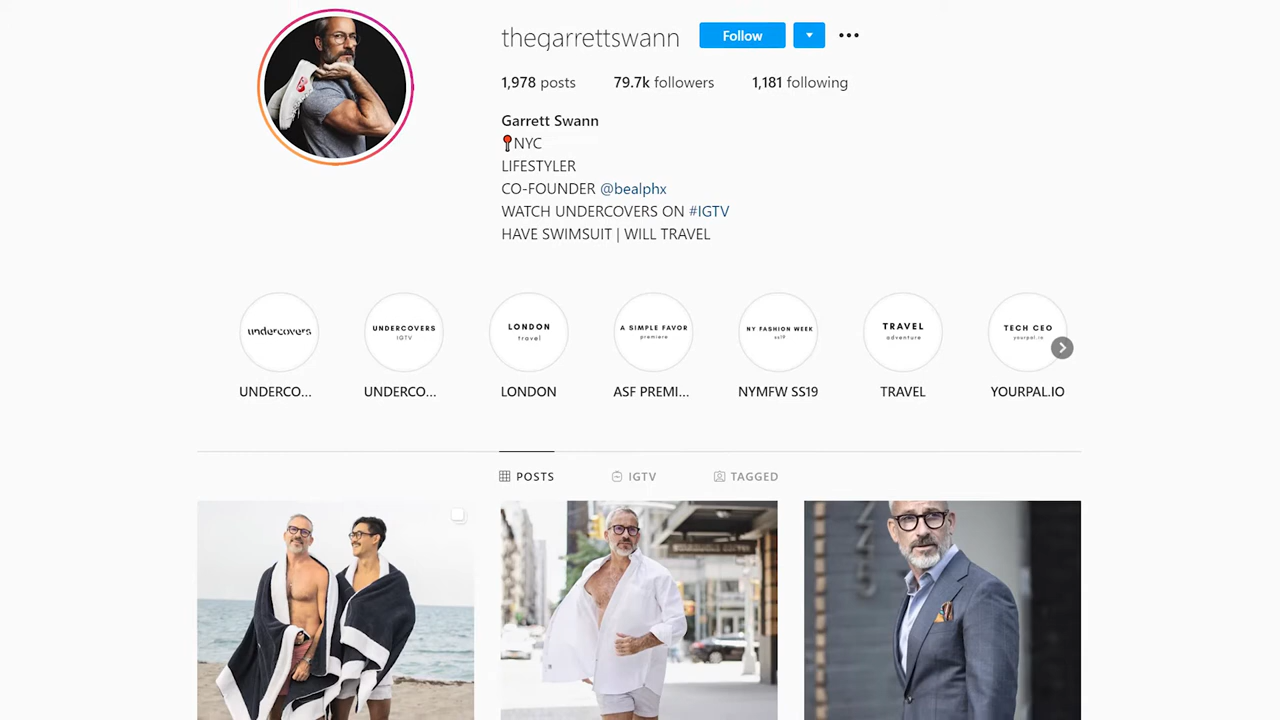 thegarrettswann Follow
1,978 posts 79.7k followers 1,181 following
Garrett Swann
NYC
LIFESTYLER
CO-FOUNDER @bealphx
WATCH UNDERCOVERS ON #IGTV
HAVE SWIMSUIT | WILL TRAVEL
undercovers
UNDERCOVERS
IGTV
LONDON
travel
A SIMPLE FAVOR
premiere
NY FASHION WEEK
ss19
TRAVEL
adventure
TECH CEO
yourpal.io
UNDERCO... UNDERCO... LONDON ASF PREMI... NYMFW SS19 TRAVEL YOURPAL.IO
POSTS IGTV TAGGED